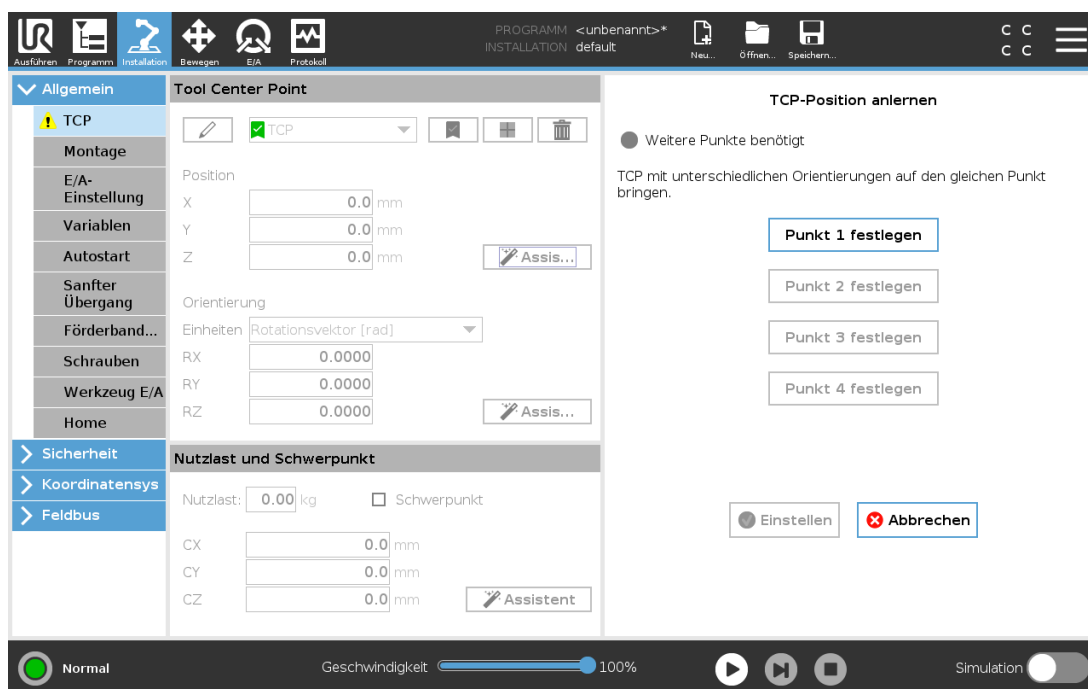 UR
PROGRAMM <unbenannt>*
INSTALLATION default
Ausführen Programm Installation Bewegen E/A Protokoll
Neu... Öffnen... Speichern...
C C
C C
Allgemein
TCP
Montage
E/A-
Einstellung
Variablen
Autostart
Sanfter
Übergang
Förderband...
Schrauben
Werkzeug E/A
Home
Sicherheit
Koordinatensys
Feldbus
Tool Center Point
TCP
Position
X 0.0 mm
Y 0.0 mm
Z 0.0 mm Assis...
Orientierung
Einheiten Rotationsvektor [rad]
RX 0.0000
RY 0.0000
RZ 0.0000 Assis...
Nutzlast und Schwerpunkt
Nutzlast: 0.00 kg Schwerpunkt
CX 0.0 mm
CY 0.0 mm
CZ 0.0 mm Assistent
TCP-Position anlernen
Weitere Punkte benötigt
TCP mit unterschiedlichen Orientierungen auf den gleichen Punkt
bringen.
Punkt 1 festlegen
Punkt 2 festlegen
Punkt 3 festlegen
Punkt 4 festlegen
Einstellen Abbrechen
Normal Geschwindigkeit 100% Simulation